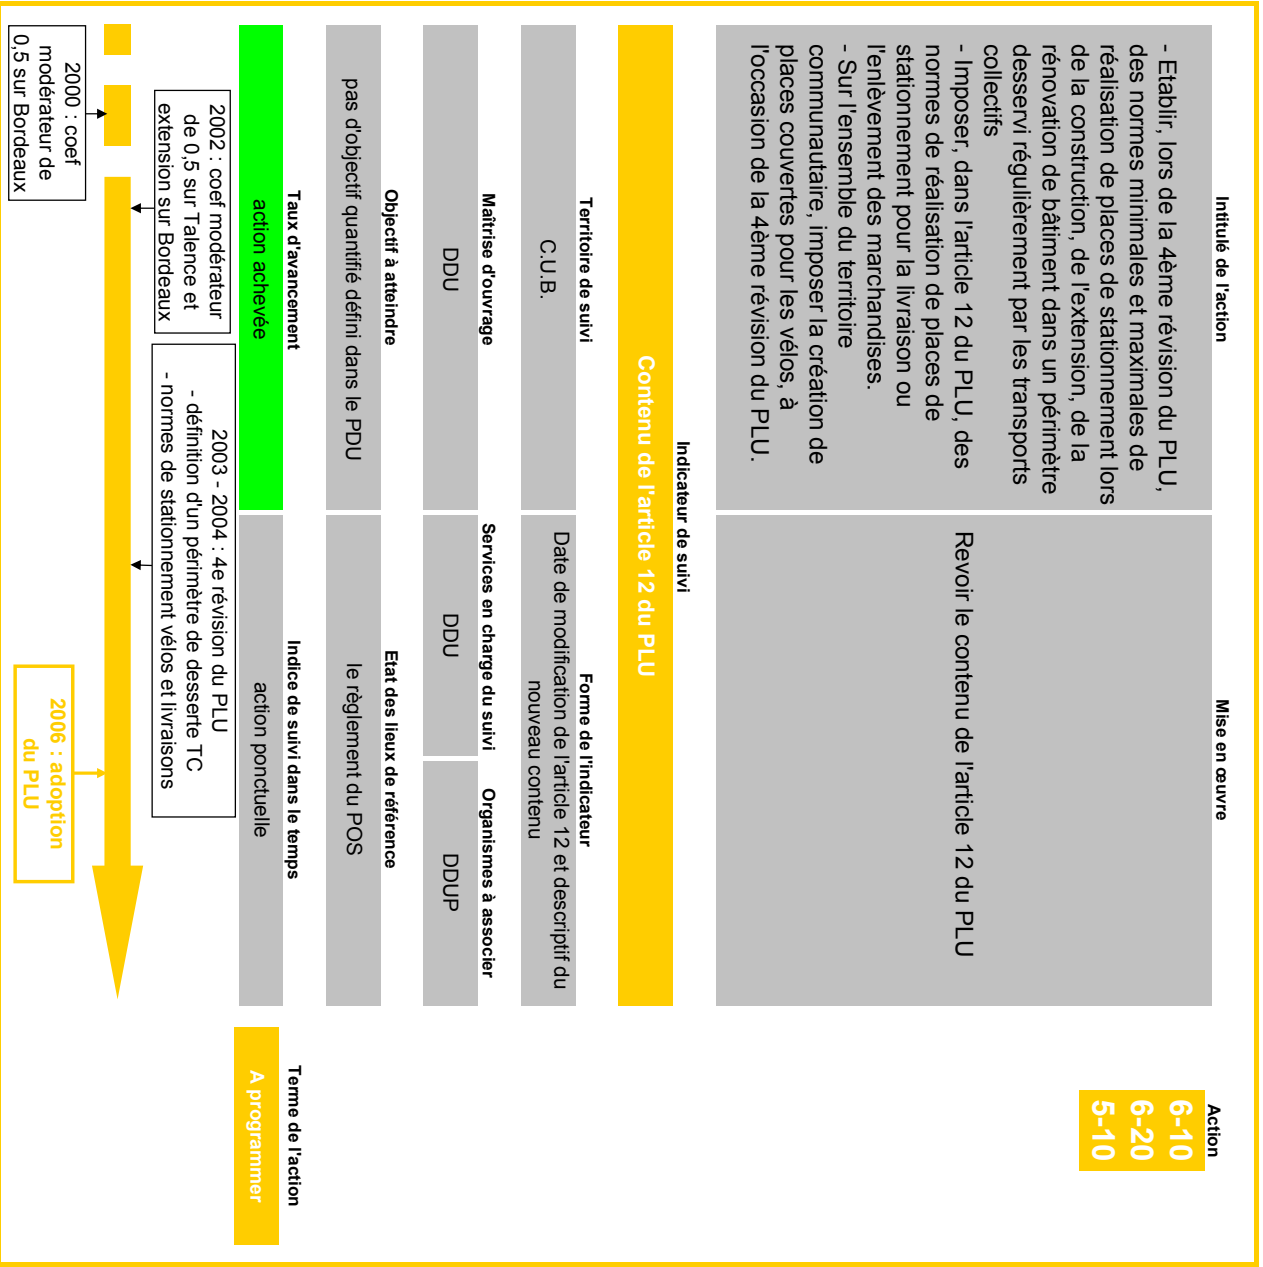 Intitulé de l'action
- Etablir, lors de la 4ème révision du PLU,
des normes minimales et maximales de
réalisation de places de stationnement lors
de la construction, de l'extension, de la
rénovation de bâtiment dans un périmètre
desservi régulièrement par les transports
collectifs
- Imposer, dans l'article 12 du PLU, des
normes de réalisation de places de
stationnement pour la livraison ou
l'enlèvement des marchandises.
- Sur l'ensemble du territoire
communautaire, imposer la création de
places couvertes pour les vélos, à
l'occasion de la 4ème révision du PLU.
Mise en œuvre
Revoir le contenu de l'article 12 du PLU
Action
6-10
6-20
5-10
Indicateur de suivi
Contenu de l'article 12 du PLU
Territoire de suivi
C.U.B.
Forme de l'indicateur
Date de modification de l'article 12 et descriptif du
nouveau contenu
Maîtrise d'ouvrage
DDU
Services en charge du suivi
DDU
Organismes à associer
DDUP
Objectif à atteindre
pas d'objectif quantifié défini dans le PDU
Etat des lieux de référence
le règlement du POS
Taux d'avancement
action achevée
Indice de suivi dans le temps
action ponctuelle
Terme de l'action
A programmer
2002 : coef modérateur
de 0,5 sur Talence et
extension sur Bordeaux
2003 - 2004 : 4e révision du PLU
- définition d'un périmètre de desserte TC
- normes de stationnement vélos et livraisons
2000 : coef
modérateur de
0,5 sur Bordeaux
2006 : adoption
du PLU